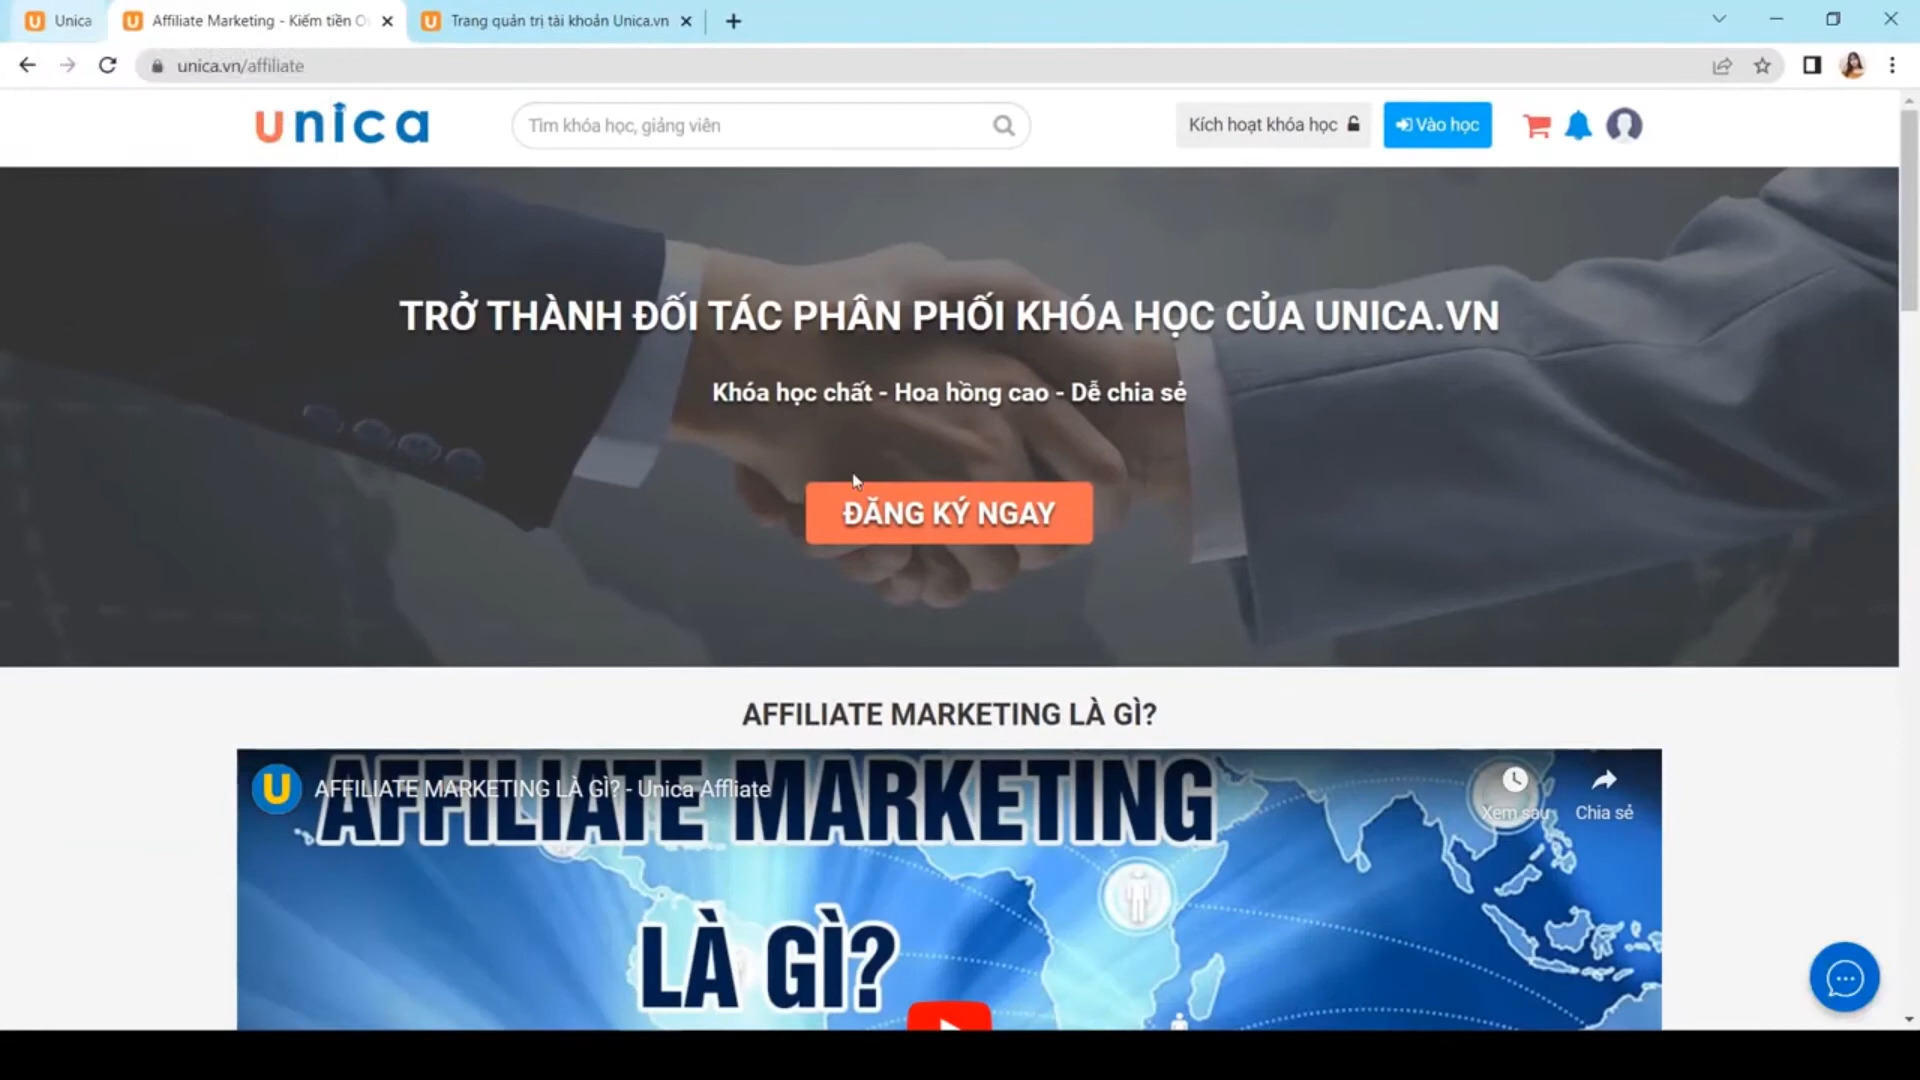 Unica
Affiliate Marketing - Kiếm tiền O
Trang quản trị tài khoản Unica.vn
unica.vn/affiliate
unica
Tìm khóa học, giảng viên
Kích hoạt khóa học
Vào học
TRỞ THÀNH ĐỐI TÁC PHÂN PHỐI KHÓA HỌC CỦA UNICA.VN
Khóa học chất - Hoa hồng cao - Dễ chia sẻ
ĐĂNG KÝ NGAY
AFFILIATE MARKETING LÀ GÌ?
U
AFFILIATE MARKETING LÀ GÌ? - Unica Affliate
Xem sau
Chia sẻ
AFFILIATE MARKETING
LÀ GÌ?